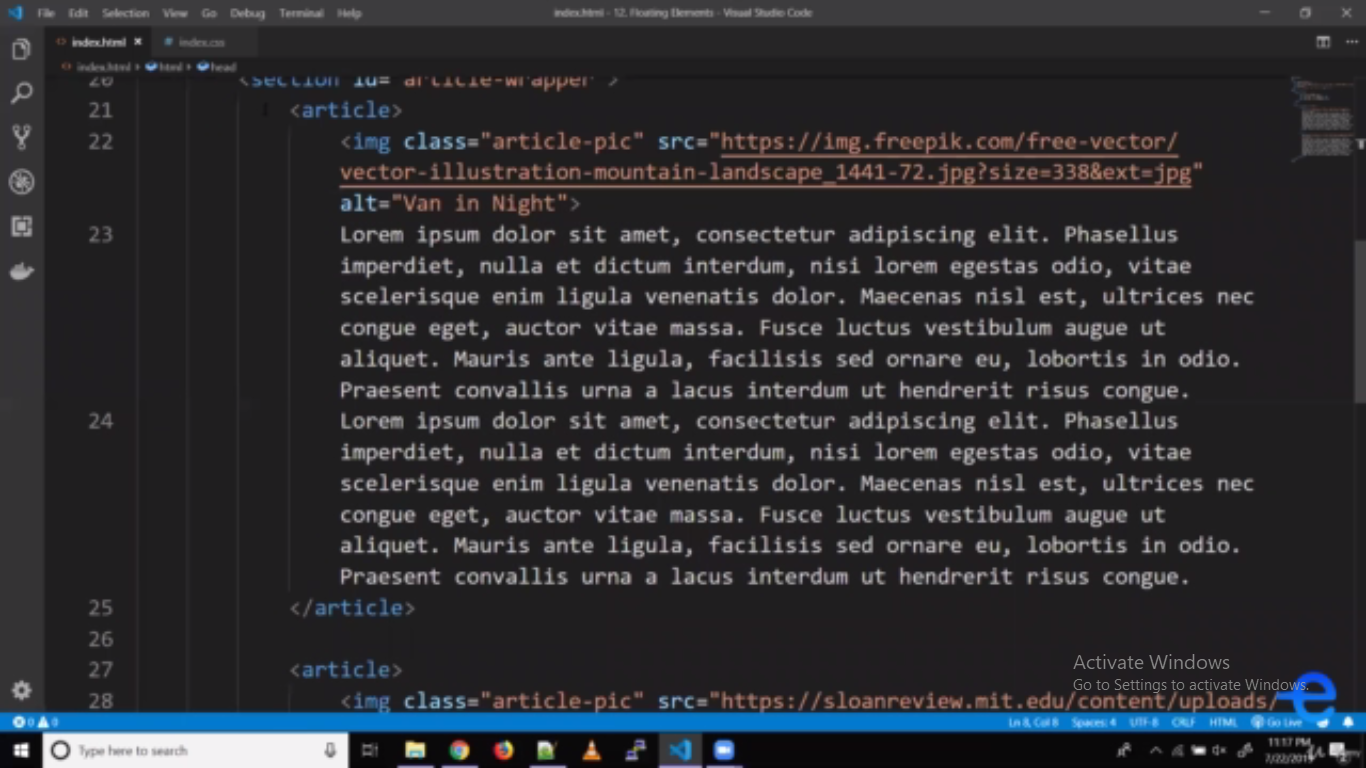 File Edit Selection View Go Debug Terminal Help
index.html - 12. Floating Elements - Visual Studio Code
index.html index.css
index.html html head
20 <section id="article-wrapper">
21 <article>
22 <img class="article-pic" src="https://img.freepik.com/free-vector/
vector-illustration-mountain-landscape_1441-72.jpg?size=338&ext=jpg"
alt="Van in Night">
23 Lorem ipsum dolor sit amet, consectetur adipiscing elit. Phasellus
imperdiet, nulla et dictum interdum, nisi lorem egestas odio, vitae
scelerisque enim ligula venenatis dolor. Maecenas nisl est, ultrices nec
congue eget, auctor vitae massa. Fusce luctus vestibulum augue ut
aliquet. Mauris ante ligula, facilisis sed ornare eu, lobortis in odio.
Praesent convallis urna a lacus interdum ut hendrerit risus congue.
24 Lorem ipsum dolor sit amet, consectetur adipiscing elit. Phasellus
imperdiet, nulla et dictum interdum, nisi lorem egestas odio, vitae
scelerisque enim ligula venenatis dolor. Maecenas nisl est, ultrices nec
congue eget, auctor vitae massa. Fusce luctus vestibulum augue ut
aliquet. Mauris ante ligula, facilisis sed ornare eu, lobortis in odio.
Praesent convallis urna a lacus interdum ut hendrerit risus congue.
25 </article>
26
27 <article>
28 <img class="article-pic" src="https://sloanreview.mit.edu/content/uploads/
Activate Windows
Go to Settings to activate Windows.
0 0 Ln 8, Col 8 Spaces: 4 UTF-8 CRLF HTML Go Live
Type here to search
11:17 PM